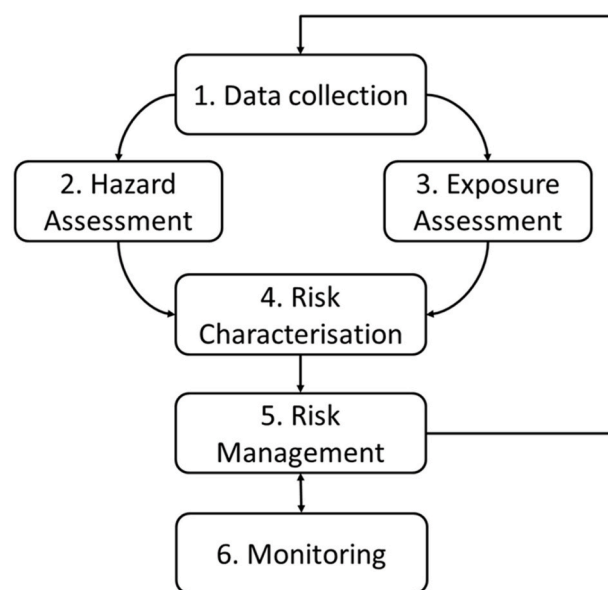 1. Data collection
2. Hazard
Assessment
3. Exposure
Assessment
4. Risk
Characterisation
5. Risk
Management
6. Monitoring